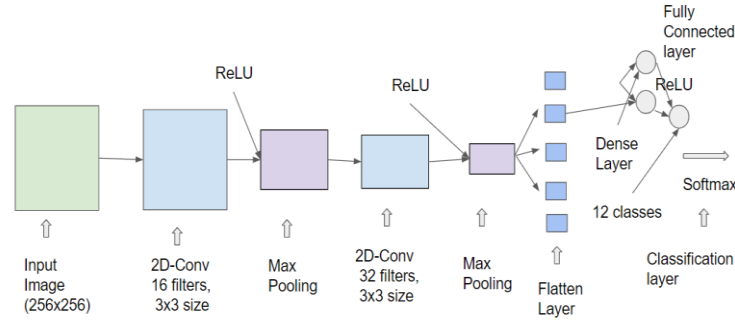 Fully
Connected
layer
ReLU
ReLU
ReLU
Dense
Layer
12 classes
Softmax
Input
Image
(256x256)
2D-Conv
16 filters,
3x3 size
Max
Pooling
2D-Conv
32 filters,
3x3 size
Max
Pooling
Flatten
Layer
Classification
layer